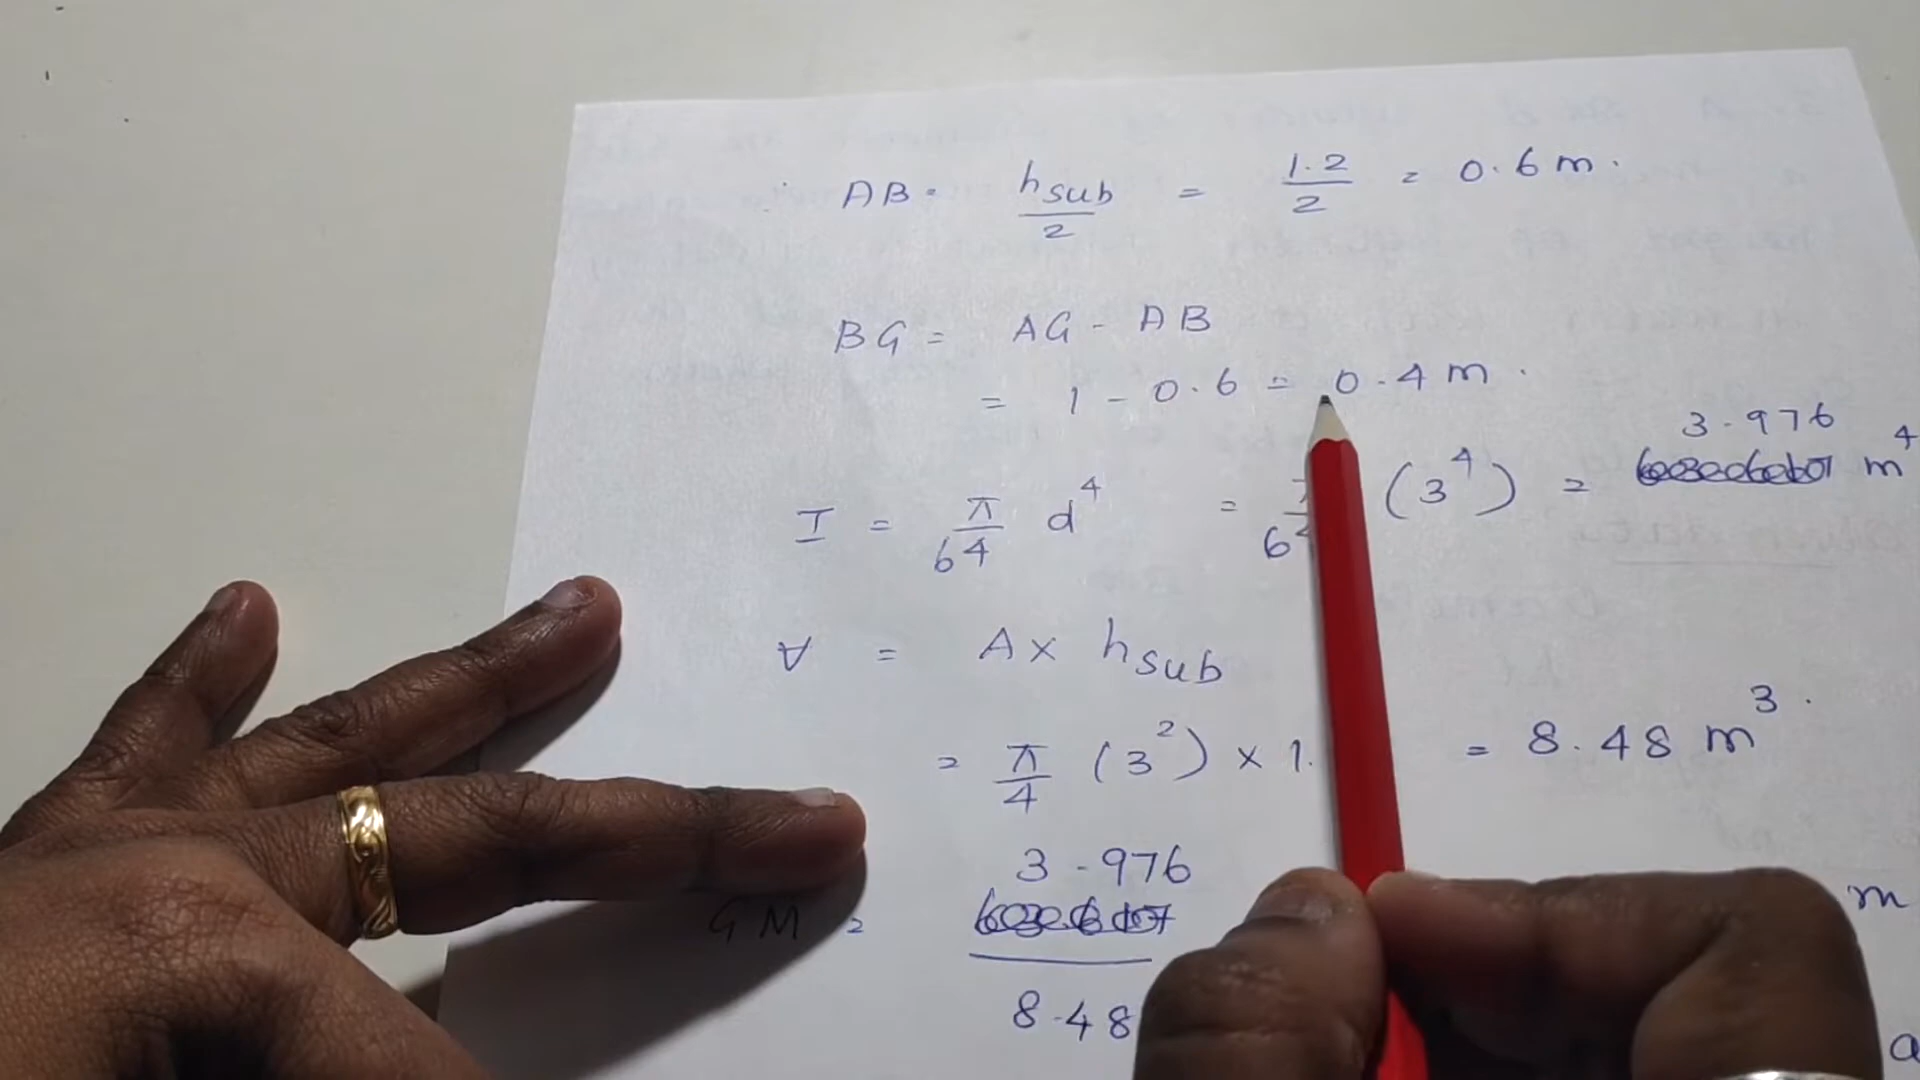 AB = h_sub/2 = 1.2/2 = 0.6 m.
BG = AG - AB
= 1 - 0.6 = 0.4 m.
3.976
I = π/64 d^4 = (3^4) = m^4
∀ = A x h_sub
= π/4 (3^2) x 1. = 8.48 m^3.
3.976
GM = m
8.48